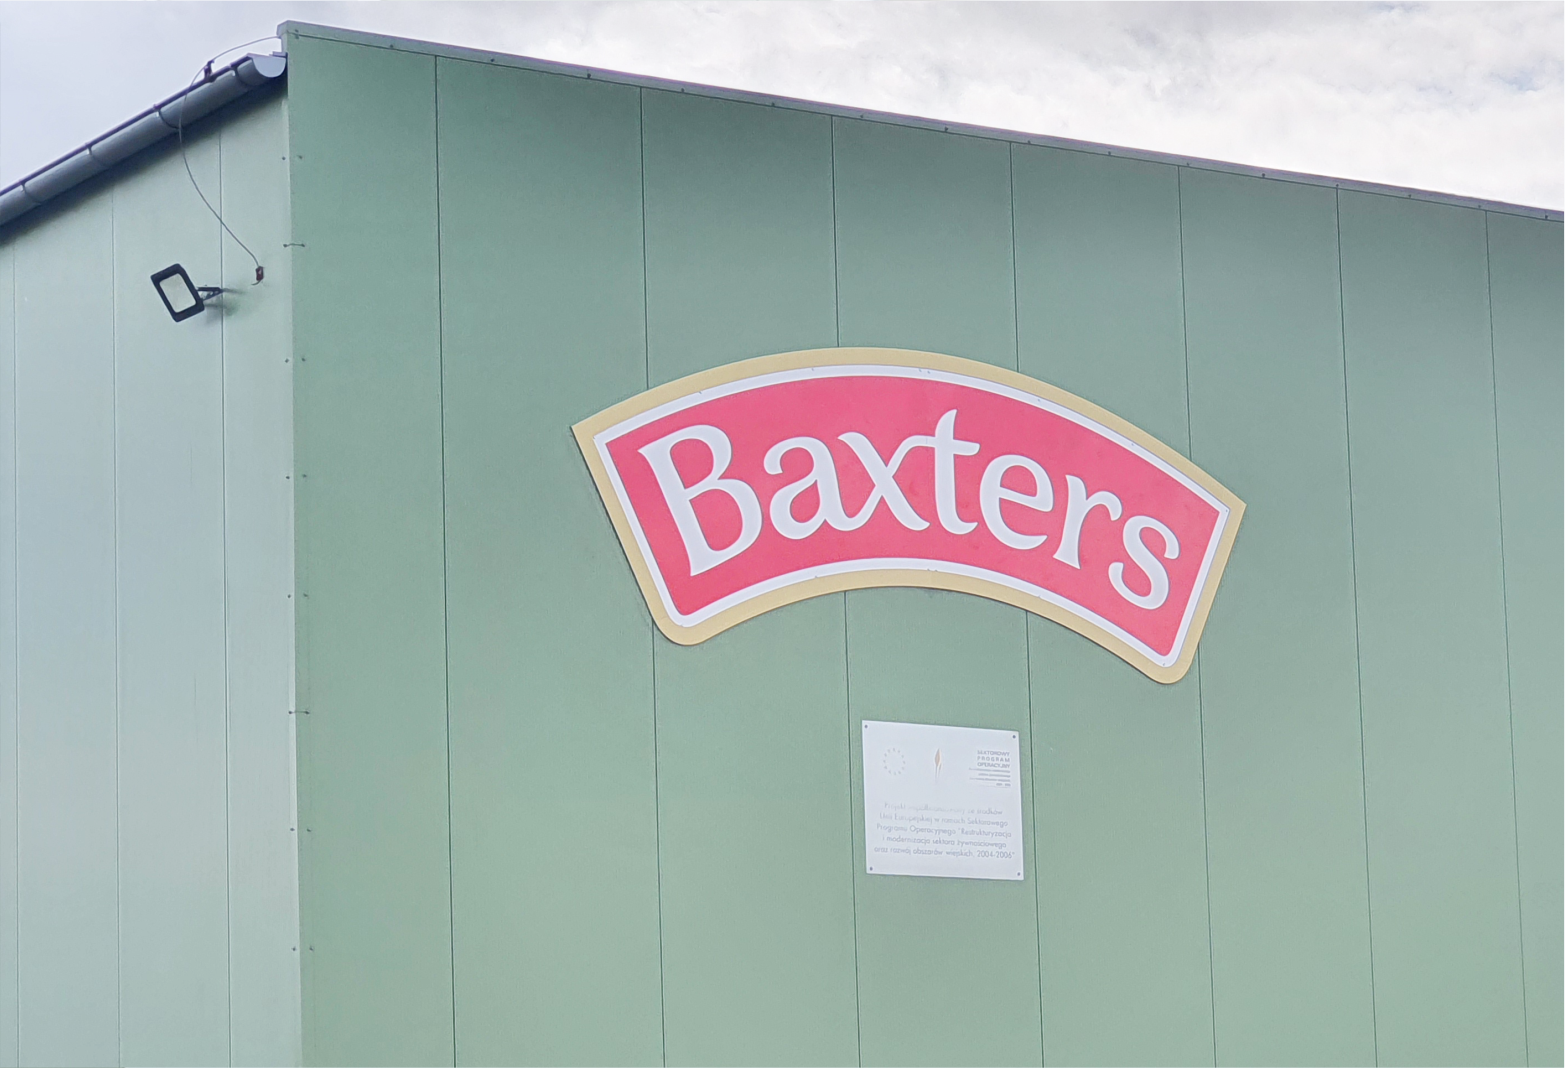 Baxters
SEKTOROWY
PROGRAM
OPERACYJNY
Projekt współfinansowany ze środków
Unii Europejskiej w ramach Sektorowego
Programu Operacyjnego "Restrukturyzacja
i modernizacja sektora żywnościowego
oraz rozwój obszarów wiejskich, 2004-2006"